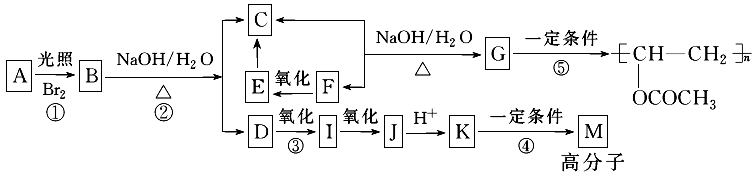 C
A 光照 Br₂ ① B NaOH/H₂O △ ② NaOH/H₂O △ G 一定条件 ⑤ ⁅CH—CH₂⁆ₙ
OCOCH₃
E 氧化 F
D 氧化 ③ I 氧化 J H⁺ K 一定条件 ④ M
高分子